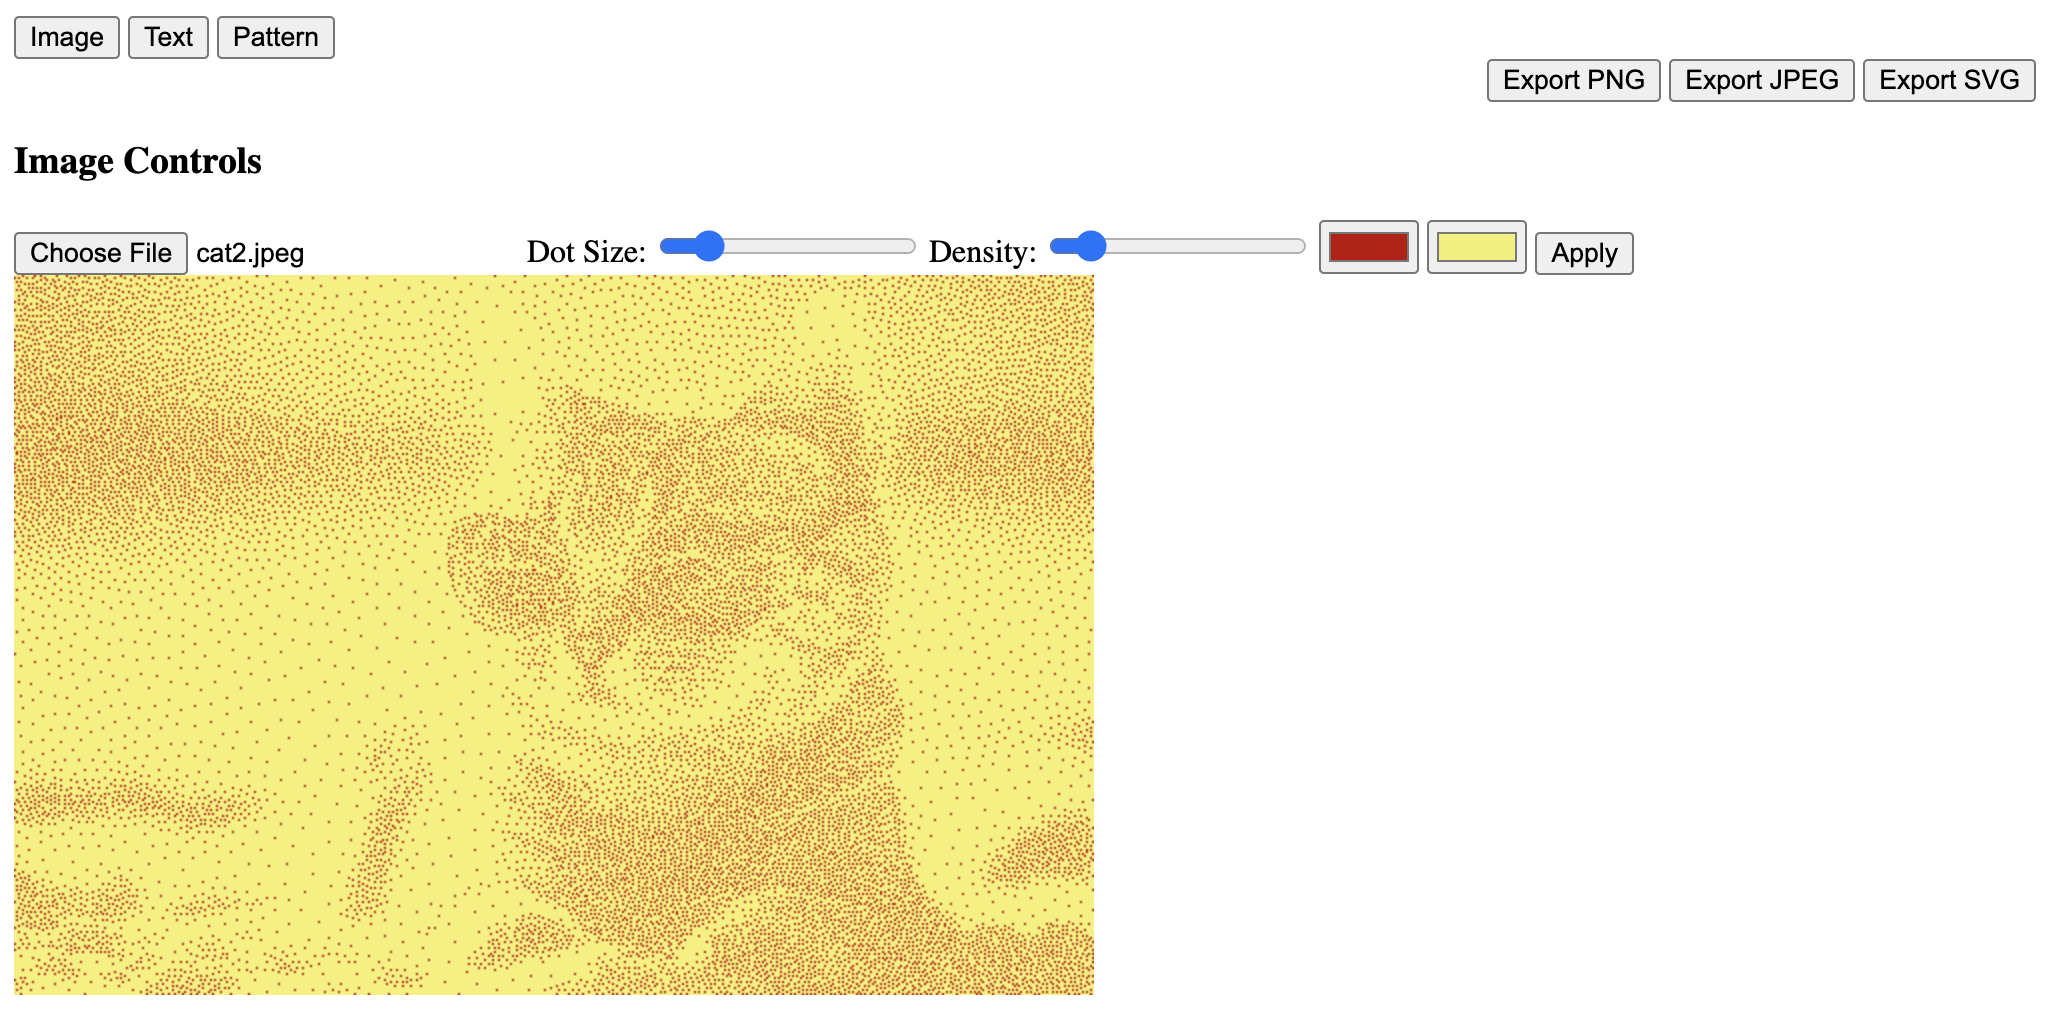 Image Text Pattern
Export PNG Export JPEG Export SVG
Image Controls
Choose File cat2.jpeg Dot Size: Density: Apply